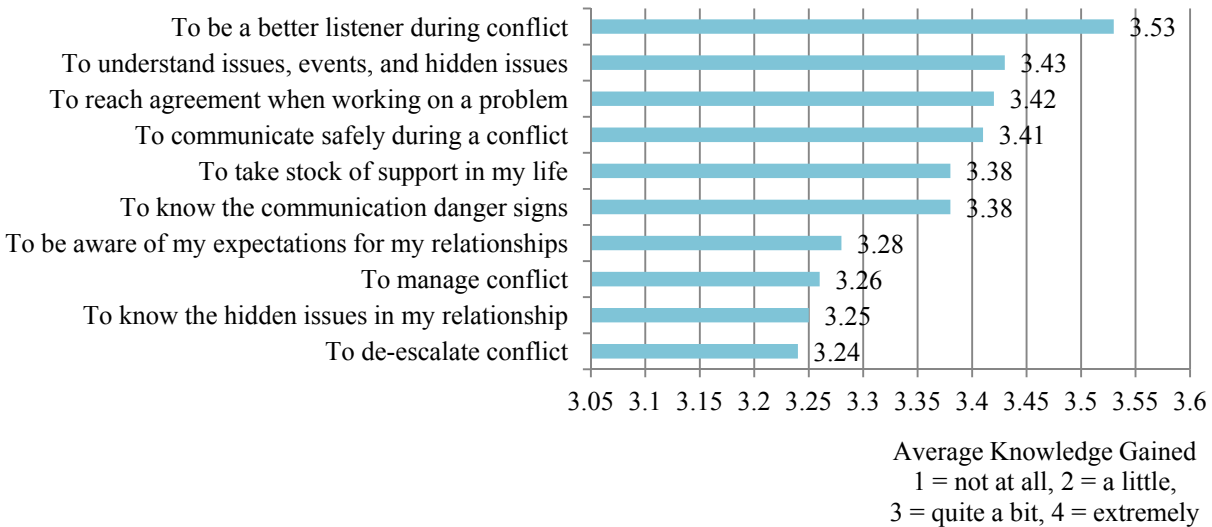 To be a better listener during conflict 3.53
To understand issues, events, and hidden issues 3.43
To reach agreement when working on a problem 3.42
To communicate safely during a conflict 3.41
To take stock of support in my life 3.38
To know the communication danger signs 3.38
To be aware of my expectations for my relationships 3.28
To manage conflict 3.26
To know the hidden issues in my relationship 3.25
To de-escalate conflict 3.24
3.05 3.1 3.15 3.2 3.25 3.3 3.35 3.4 3.45 3.5 3.55 3.6
Average Knowledge Gained
1 = not at all, 2 = a little,
3 = quite a bit, 4 = extremely